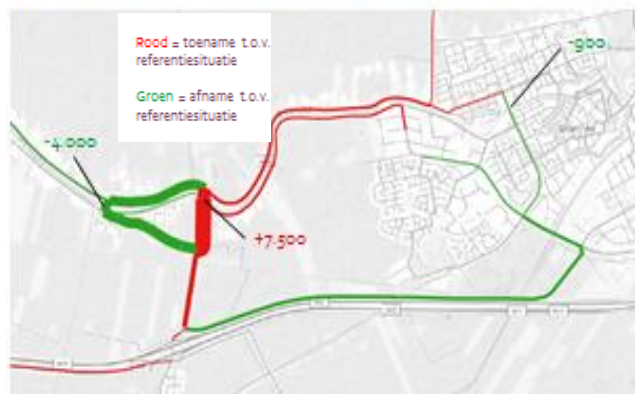 Rood = toename t.o.v.
referentiesituatie
Groen = afname t.o.v.
referentiesituatie
-900.
-4.000
+7.500